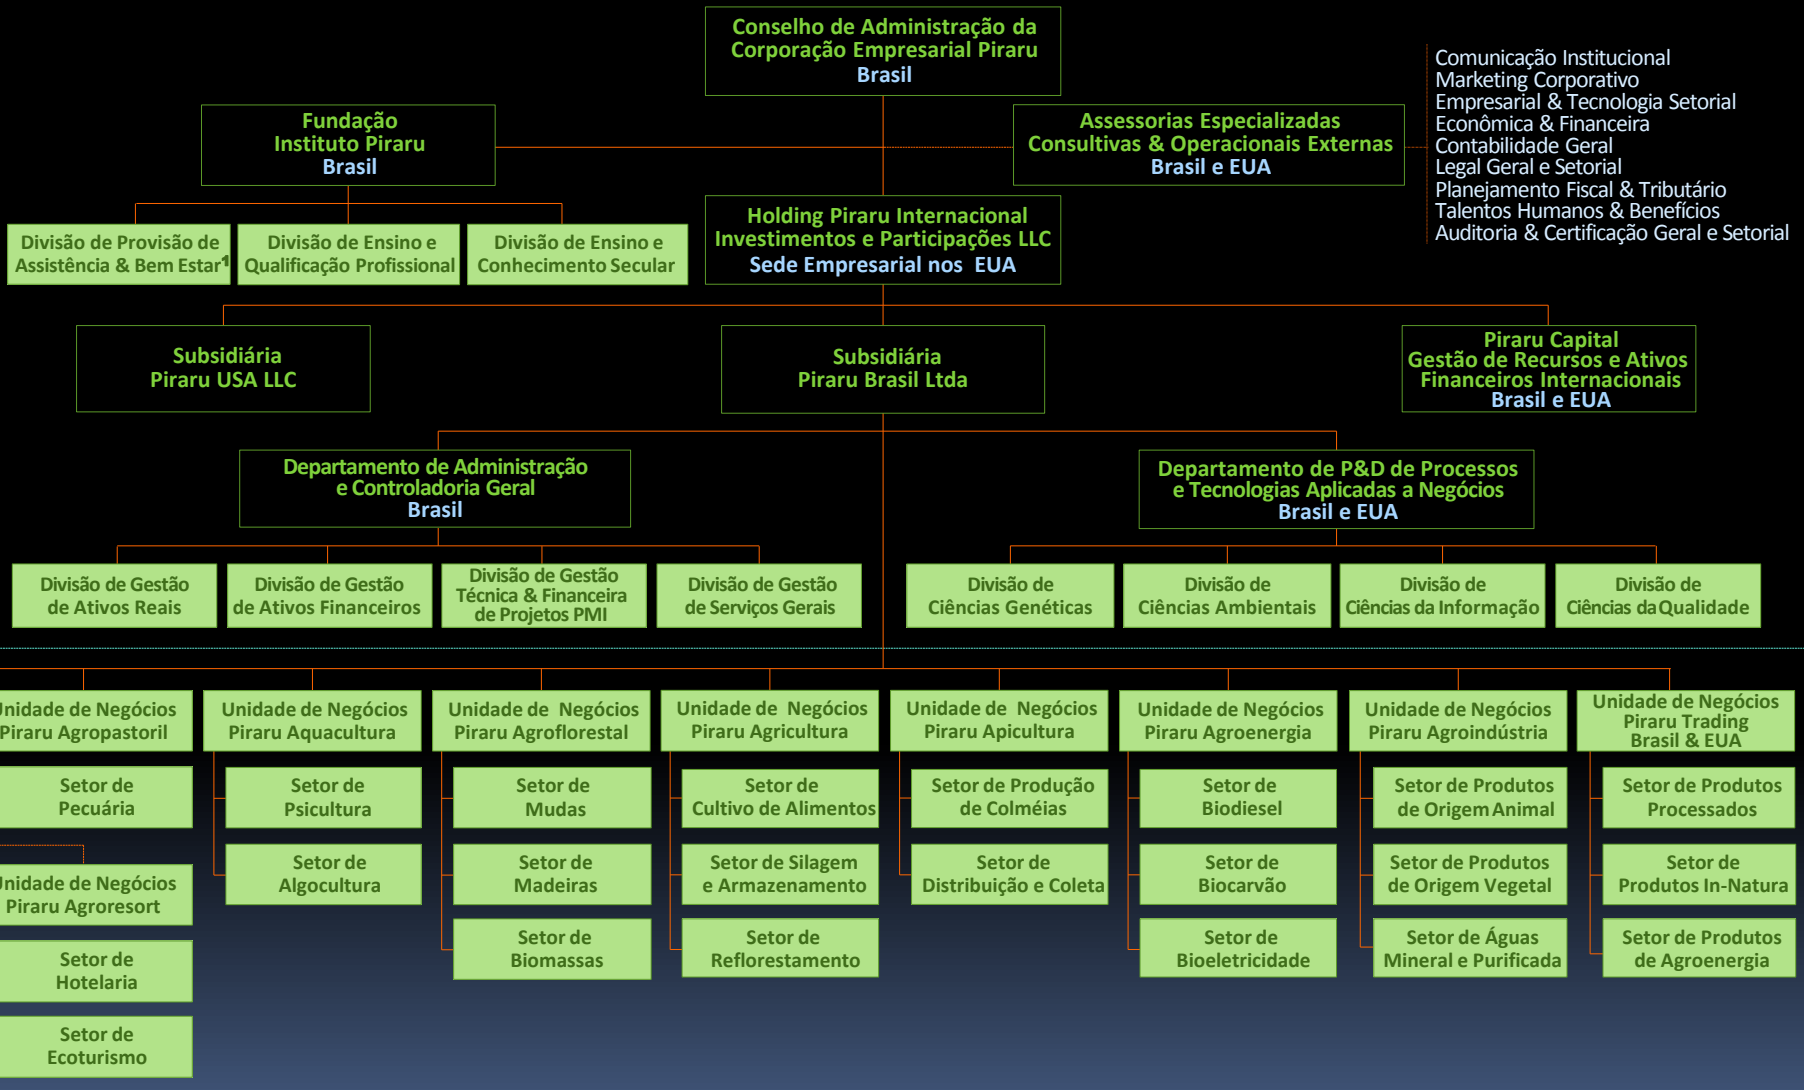 Conselho de Administração da
Corporação Empresarial Piraru
Brasil
Comunicação Institucional
Marketing Corporativo
Empresarial & Tecnologia Setorial
Econômica & Financeira
Contabilidade Geral
Legal Geral e Setorial
Planejamento Fiscal & Tributário
Talentos Humanos & Benefícios
Auditoria & Certificação Geral e Setorial
Fundação
Instituto Piraru
Brasil
Assessorias Especializadas
Consultivas & Operacionais Externas
Brasil e EUA
Divisão de Provisão de
Assistência & Bem Estar¹
Divisão de Ensino e
Qualificação Profissional
Divisão de Ensino e
Conhecimento Secular
Holding Piraru Internacional
Investimentos e Participações LLC
Sede Empresarial nos EUA
Subsidiária
Piraru USA LLC
Subsidiária
Piraru Brasil Ltda
Piraru Capital
Gestão de Recursos e Ativos
Financeiros Internacionais
Brasil e EUA
Departamento de Administração
e Controladoria Geral
Brasil
Departamento de P&D de Processos
e Tecnologias Aplicadas a Negócios
Brasil e EUA
Divisão de Gestão
de Ativos Reais
Divisão de Gestão
de Ativos Financeiros
Divisão de Gestão
Técnica & Financeira
de Projetos PMI
Divisão de Gestão
de Serviços Gerais
Divisão de
Ciências Genéticas
Divisão de
Ciências Ambientais
Divisão de
Ciências da Informação
Divisão de
Ciências da Qualidade
Unidade de Negócios
Piraru Agropastoril
Setor de
Pecuária
Unidade de Negócios
Piraru Agroresort
Setor de
Hotelaria
Setor de
Ecoturismo
Unidade de Negócios
Piraru Aquacultura
Setor de
Psicultura
Setor de
Algocultura
Unidade de Negócios
Piraru Agroflorestal
Setor de
Mudas
Setor de
Madeiras
Setor de
Biomassas
Unidade de Negócios
Piraru Agricultura
Setor de
Cultivo de Alimentos
Setor de Silagem
e Armazenamento
Setor de
Reflorestamento
Unidade de Negócios
Piraru Apicultura
Setor de Produção
de Colméias
Setor de
Distribuição e Coleta
Unidade de Negócios
Piraru Agroenergia
Setor de
Biodiesel
Setor de
Biocarvão
Setor de
Bioeletricidade
Unidade de Negócios
Piraru Agroindústria
Setor de Produtos
de Origem Animal
Setor de Produtos
de Origem Vegetal
Setor de Águas
Mineral e Purificada
Unidade de Negócios
Piraru Trading
Brasil & EUA
Setor de Produtos
Processados
Setor de
Produtos In-Natura
Setor de Produtos
de Agroenergia